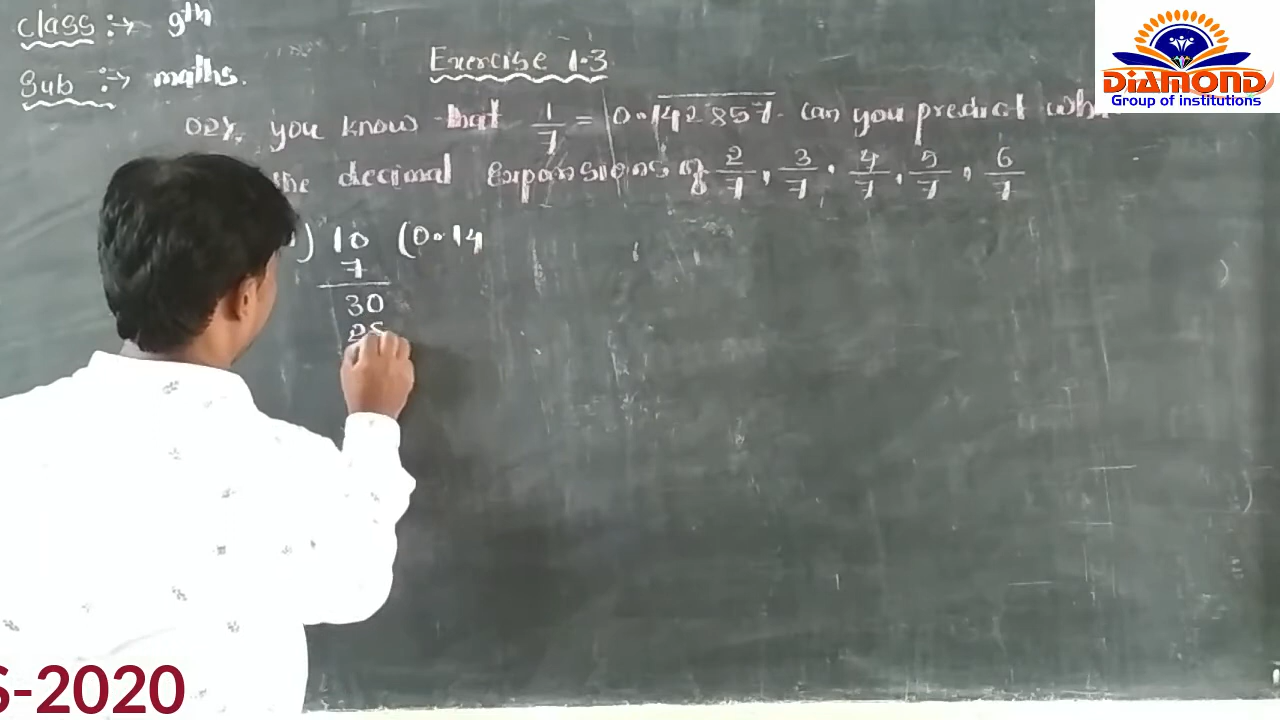 Class :→ 9th
Sub :→ maths.
Exercise 1.3
02Y. you know that 1/7 = 0.142857. Can you predict
the decimal Expansions of 2/7, 3/7, 4/7, 5/7, 6/7
) 10 (0.14
7
30
28
DIAMOND
Group of institutions
S-2020